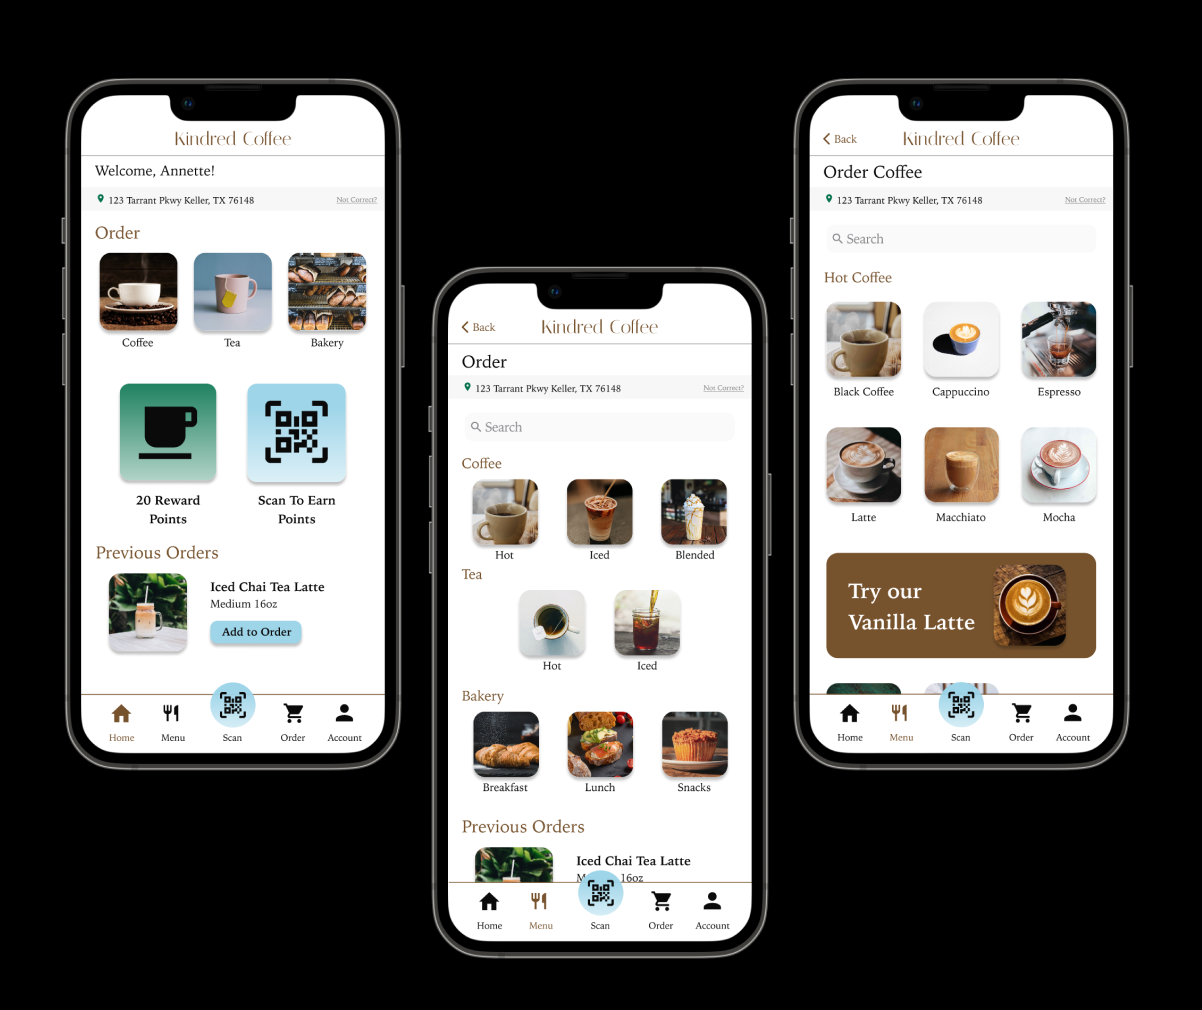 Kindred Coffee
Welcome, Annette!
123 Tarrant Pkwy Keller, TX 76148 Not Correct?
Order
Coffee Tea Bakery
20 Reward
Points
Scan To Earn
Points
Previous Orders
Iced Chai Tea Latte
Medium 16oz
Add to Order
Home Menu Scan Order Account
Back Kindred Coffee
Order
123 Tarrant Pkwy Keller, TX 76148 Not Correct?
Search
Coffee
Hot Iced Blended
Tea
Hot Iced
Bakery
Breakfast Lunch Snacks
Previous Orders
Iced Chai Tea Latte
16oz
Home Menu Scan Order Account
Back Kindred Coffee
Order Coffee
123 Tarrant Pkwy Keller, TX 76148 Not Correct?
Search
Hot Coffee
Black Coffee Cappuccino Espresso
Latte Macchiato Mocha
Try our
Vanilla Latte
Home Menu Scan Order Account